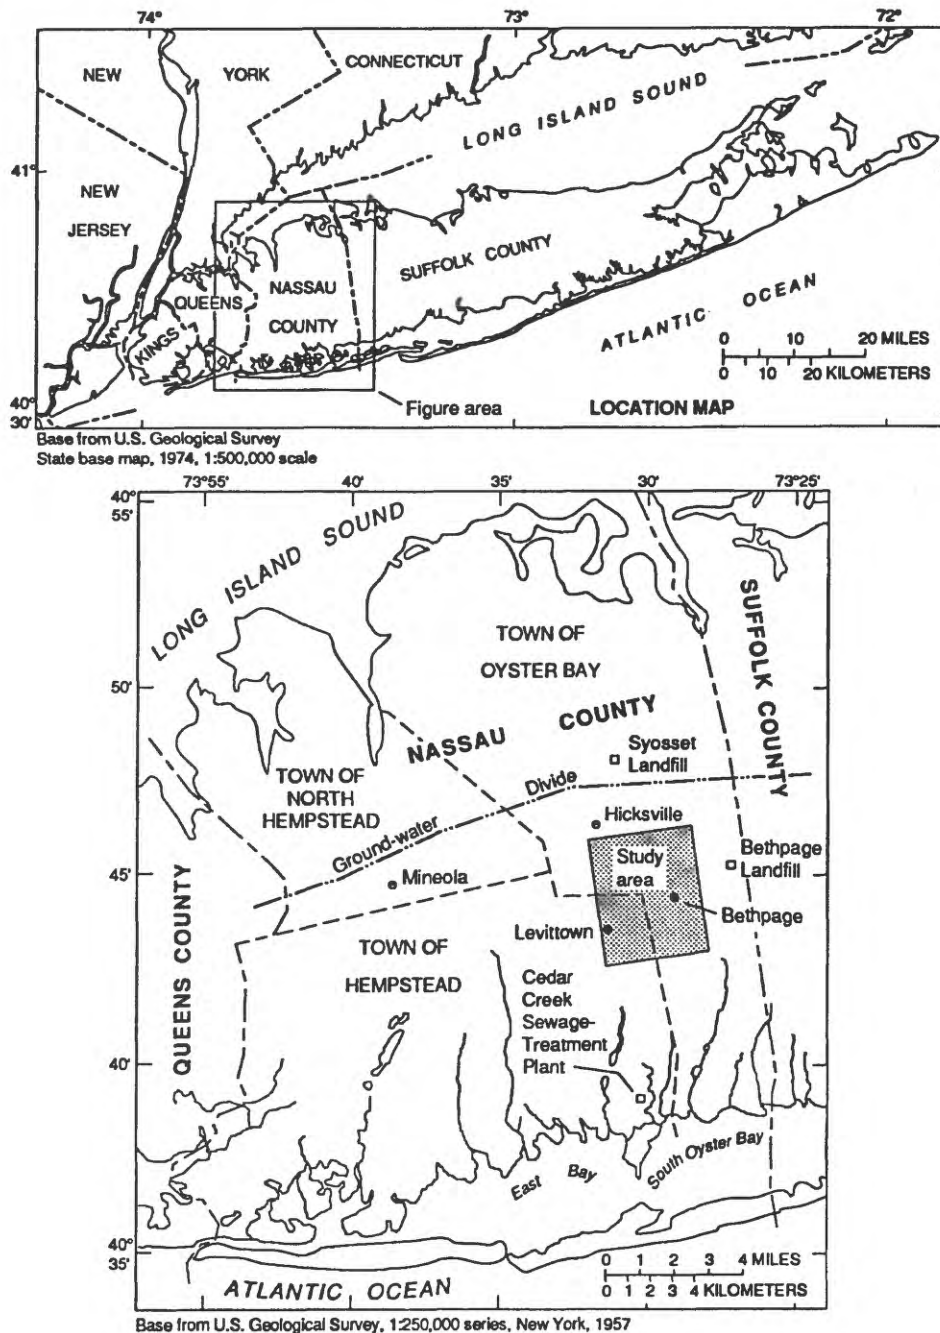 74° 73° 72°
NEW YORK CONNECTICUT
LONG ISLAND SOUND
41°
NEW
JERSEY
SUFFOLK COUNTY
QUEENS
NASSAU
COUNTY
KINGS
ATLANTIC OCEAN
0 10 20 MILES
0 10 20 KILOMETERS
40°
30'
Figure area
LOCATION MAP
Base from U.S. Geological Survey
State base map, 1974, 1:500,000 scale
73°55' 40' 35' 30' 73°25'
40°
55'
LONG ISLAND SOUND
SUFFOLK COUNTY
TOWN OF
OYSTER BAY
50'
NASSAU COUNTY
Syosset
Landfill
TOWN OF
NORTH
HEMPSTEAD
Ground-water Divide
Hicksville
Study
area
Bethpage
Landfill
45'
Mineola
Bethpage
Levittown
QUEENS COUNTY
TOWN OF
HEMPSTEAD
Cedar
Creek
Sewage-
Treatment
Plant
40'
East Bay
South Oyster Bay
40°
35'
0 1 2 3 4 MILES
0 1 2 3 4 KILOMETERS
ATLANTIC OCEAN
Base from U.S. Geological Survey, 1:250,000 series, New York, 1957